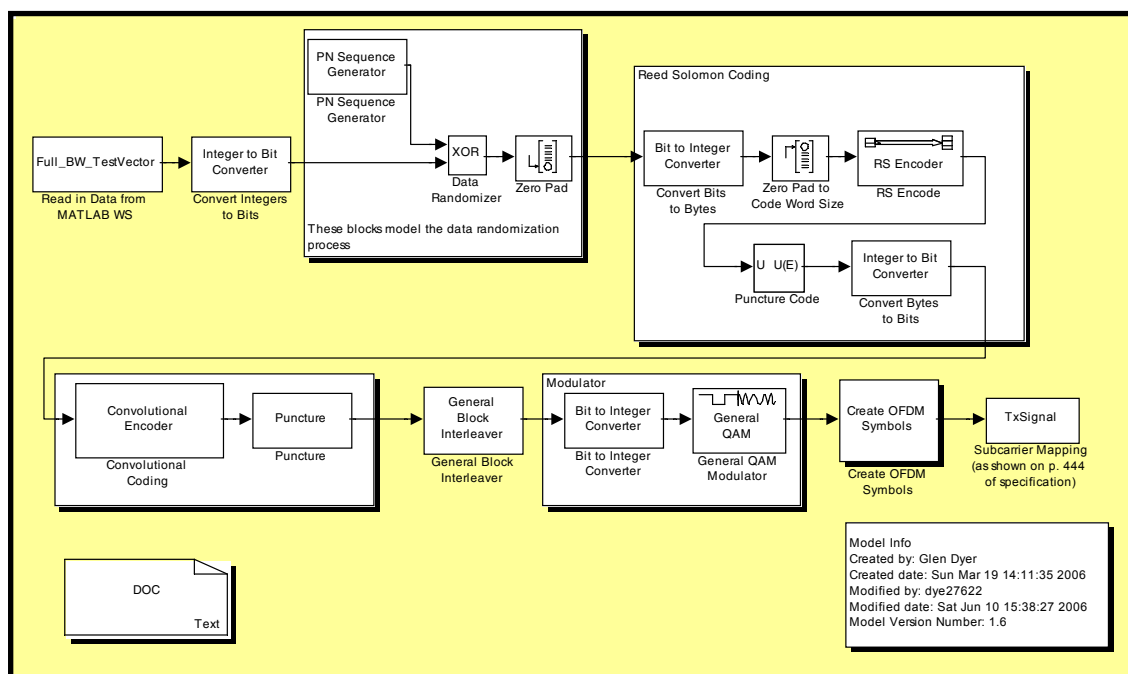 PN Sequence
Generator
PN Sequence
Generator
Full_BW_TestVector
Read in Data from
MATLAB WS
Integer to Bit
Converter
Convert Integers
to Bits
XOR
Data
Randomizer
Zero Pad
These blocks model the data randomization
process
Reed Solomon Coding
Bit to Integer
Converter
Convert Bits
to Bytes
Zero Pad to
Code Word Size
RS Encoder
RS Encode
U U(E)
Puncture Code
Integer to Bit
Converter
Convert Bytes
to Bits
Convolutional
Encoder
Convolutional
Coding
Puncture
Puncture
General
Block
Interleaver
General Block
Interleaver
Modulator
Bit to Integer
Converter
Bit to Integer
Converter
General
QAM
General QAM
Modulator
Create OFDM
Symbols
Create OFDM
Symbols
TxSignal
Subcarrier Mapping
(as shown on p. 444
of specification)
DOC
Text
Model Info
Created by: Glen Dyer
Created date: Sun Mar 19 14:11:35 2006
Modified by: dye27622
Modified date: Sat Jun 10 15:38:27 2006
Model Version Number: 1.6